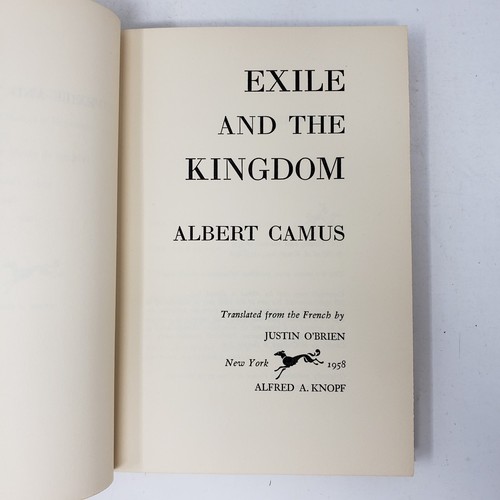 EXILE
AND THE
KINGDOM
ALBERT CAMUS
Translated from the French by
JUSTIN O'BRIEN
New York 1958
ALFRED A. KNOPF